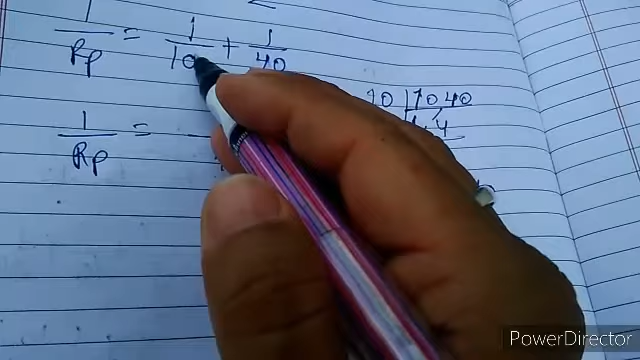 1/Rp = 1/10 + 1/40
10 | 10 40
1, 4
1/Rp =
PowerDirector